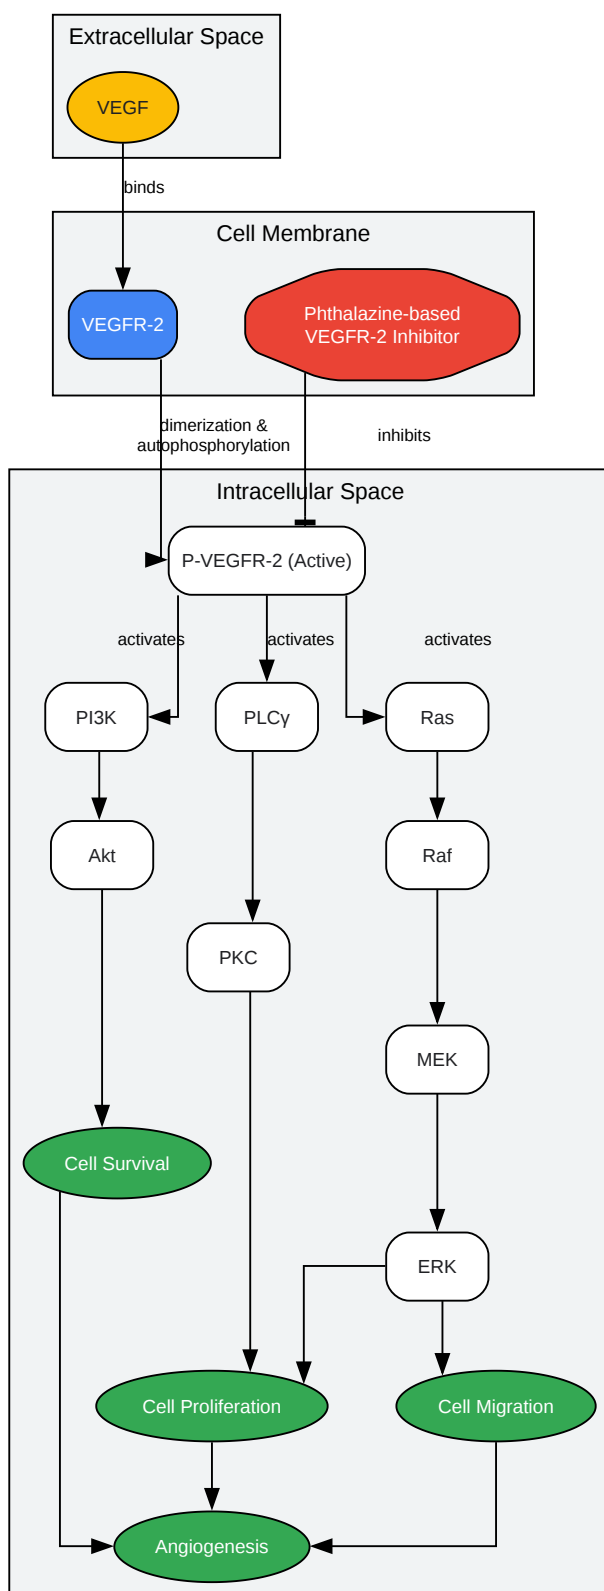 Extracellular Space
VEGF
binds
Cell Membrane
VEGFR-2
Phthalazine-based
VEGFR-2 Inhibitor
dimerization &
autophosphorylation
inhibits
Intracellular Space
P-VEGFR-2 (Active)
activates
activates
activates
PI3K
PLCγ
Ras
Akt
Raf
PKC
MEK
Cell Survival
ERK
Cell Proliferation
Cell Migration
Angiogenesis